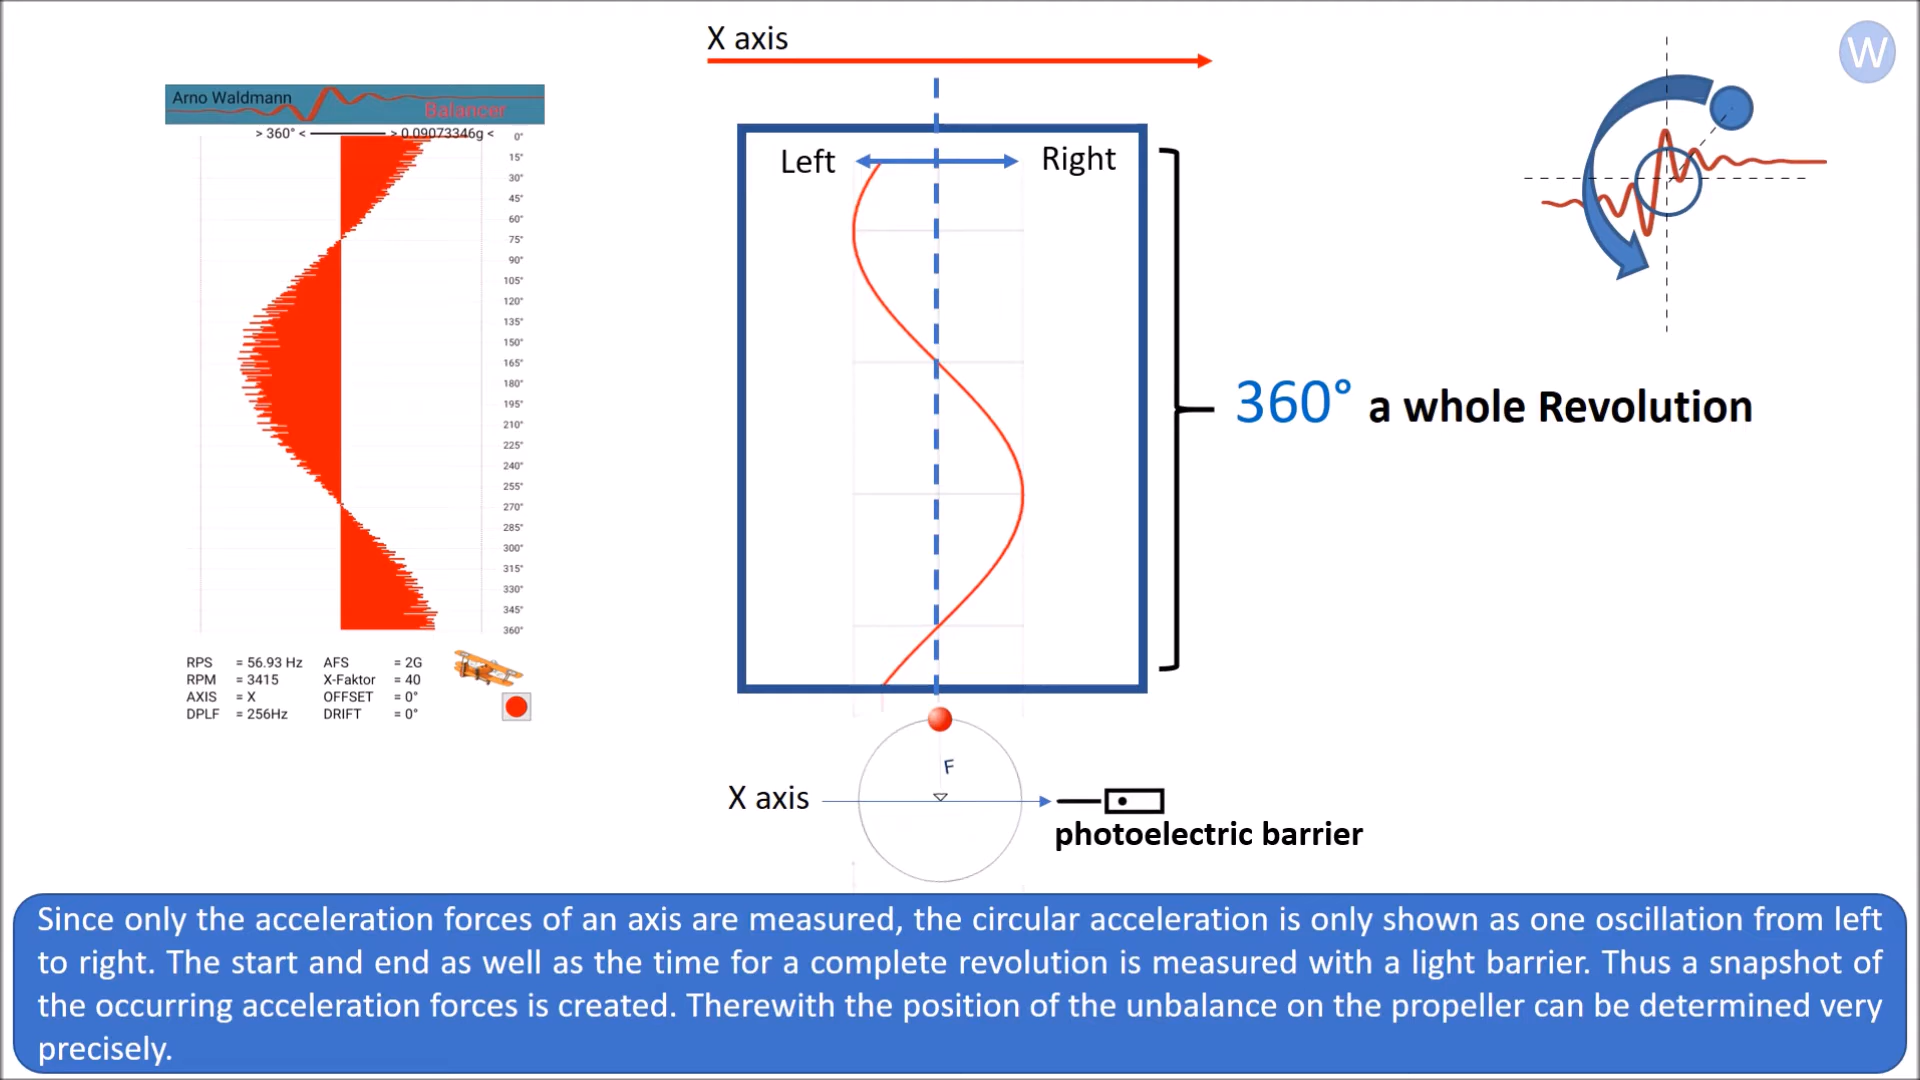 X axis
W
Arno Waldmann
Balancer
> 360° <
> 0.09073346g <
0°
15°
30°
45°
60°
75°
90°
105°
120°
135°
150°
165°
180°
195°
210°
225°
240°
255°
270°
285°
300°
315°
330°
345°
360°
RPS = 56.93 Hz AFS = 2G
RPM = 3415 X-Faktor = 40
AXIS = X OFFSET = 0°
DPLF = 256Hz DRIFT = 0°
Left
Right
360° a whole Revolution
F
X axis
photoelectric barrier
Since only the acceleration forces of an axis are measured, the circular acceleration is only shown as one oscillation from left
to right. The start and end as well as the time for a complete revolution is measured with a light barrier. Thus a snapshot of
the occurring acceleration forces is created. Therewith the position of the unbalance on the propeller can be determined very
precisely.